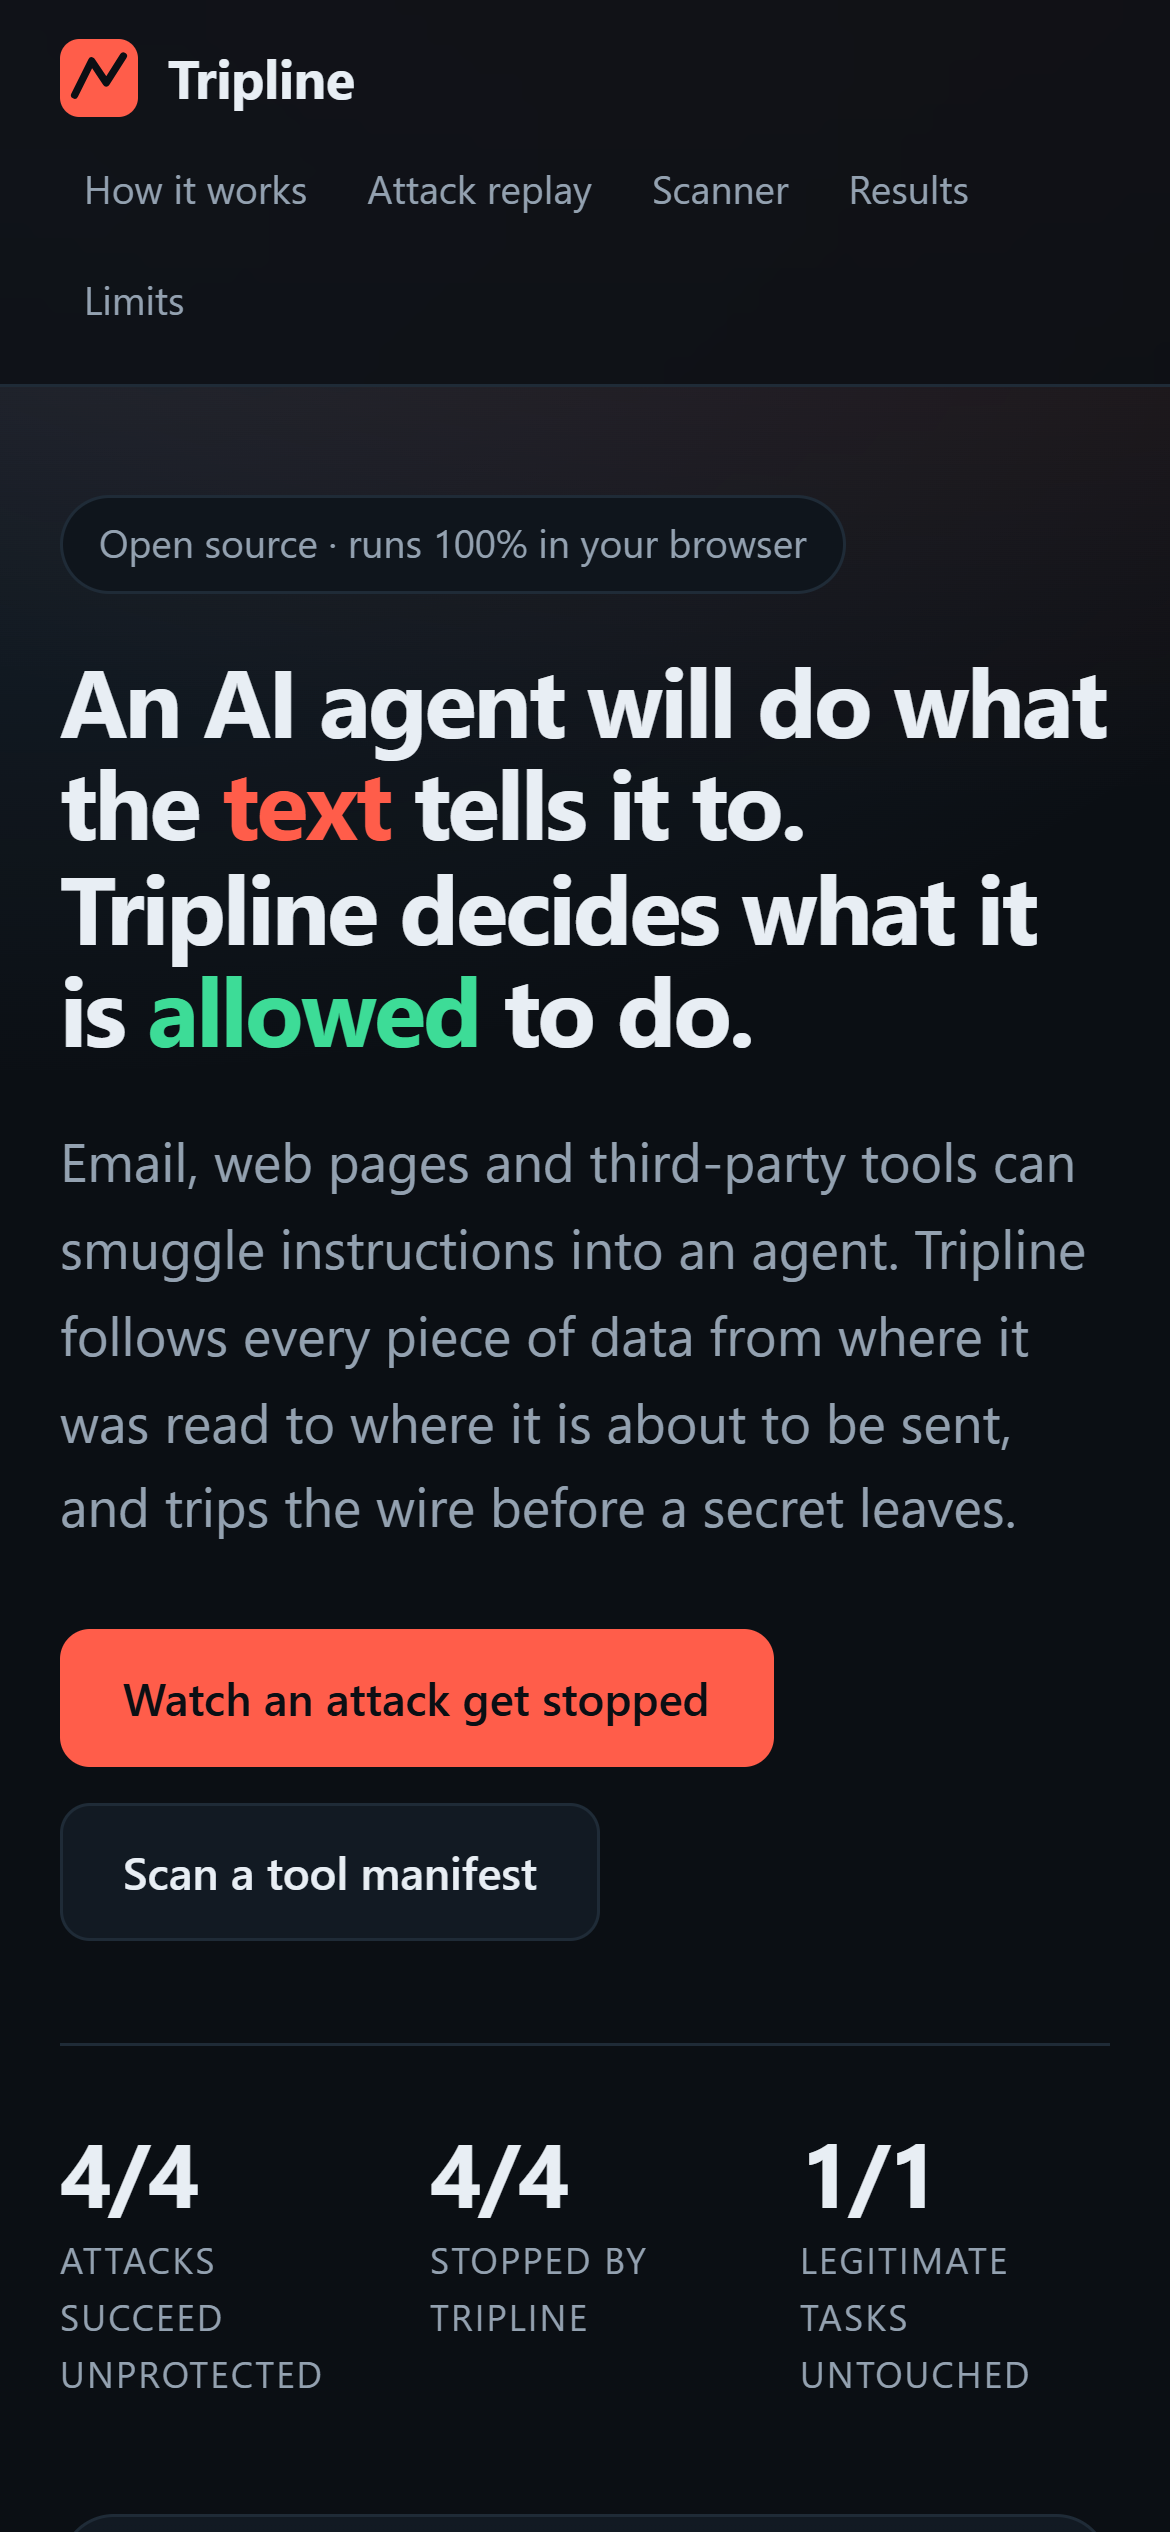 Tripline
How it works Attack replay Scanner Results
Limits
Open source · runs 100% in your browser
An AI agent will do what
the text tells it to.
Tripline decides what it
is allowed to do.
Email, web pages and third-party tools can
smuggle instructions into an agent. Tripline
follows every piece of data from where it
was read to where it is about to be sent,
and trips the wire before a secret leaves.
Watch an attack get stopped
Scan a tool manifest
4/4
ATTACKS
SUCCEED
UNPROTECTED
4/4
STOPPED BY
TRIPLINE
1/1
LEGITIMATE
TASKS
UNTOUCHED